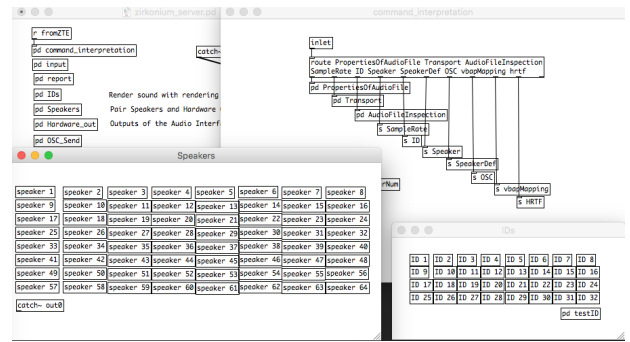 zirkonium_server.pd
command_interpretation
r fromZTE
pd command_interpretation
catch~
pd input
pd report
pd IDs
Render sound with rendering
pd Speakers
Pair Speakers and Hardware
pd Hardware_out
Outputs of the Audio Interf
pd OSC_Send
inlet
route PropertiesOfAudioFile Transport AudioFileInspection
SampleRate ID Speaker SpeakerDef OSC vbapMapping hrtf
pd PropertiesOfAudioFile
pd Transport
pd AudioFileInspection
s SampleRate
s ID
s Speaker
s SpeakerDef
s OSC
s vbapMapping
s HRTF
erNum
Speakers
speaker 1 speaker 2 speaker 3 speaker 4 speaker 5 speaker 6 speaker 7 speaker 8
speaker 9 speaker 10 speaker 11 speaker 12 speaker 13 speaker 14 speaker 15 speaker 16
speaker 17 speaker 18 speaker 19 speaker 20 speaker 21 speaker 22 speaker 23 speaker 24
speaker 25 speaker 26 speaker 27 speaker 28 speaker 29 speaker 30 speaker 31 speaker 32
speaker 33 speaker 34 speaker 35 speaker 36 speaker 37 speaker 38 speaker 39 speaker 40
speaker 41 speaker 42 speaker 43 speaker 44 speaker 45 speaker 46 speaker 47 speaker 48
speaker 49 speaker 50 speaker 51 speaker 52 speaker 53 speaker 54 speaker 55 speaker 56
speaker 57 speaker 58 speaker 59 speaker 60 speaker 61 speaker 62 speaker 63 speaker 64
catch~ out0
IDs
ID 1 ID 2 ID 3 ID 4 ID 5 ID 6 ID 7 ID 8
ID 9 ID 10 ID 11 ID 12 ID 13 ID 14 ID 15 ID 16
ID 17 ID 18 ID 19 ID 20 ID 21 ID 22 ID 23 ID 24
ID 25 ID 26 ID 27 ID 28 ID 29 ID 30 ID 31 ID 32
pd testID